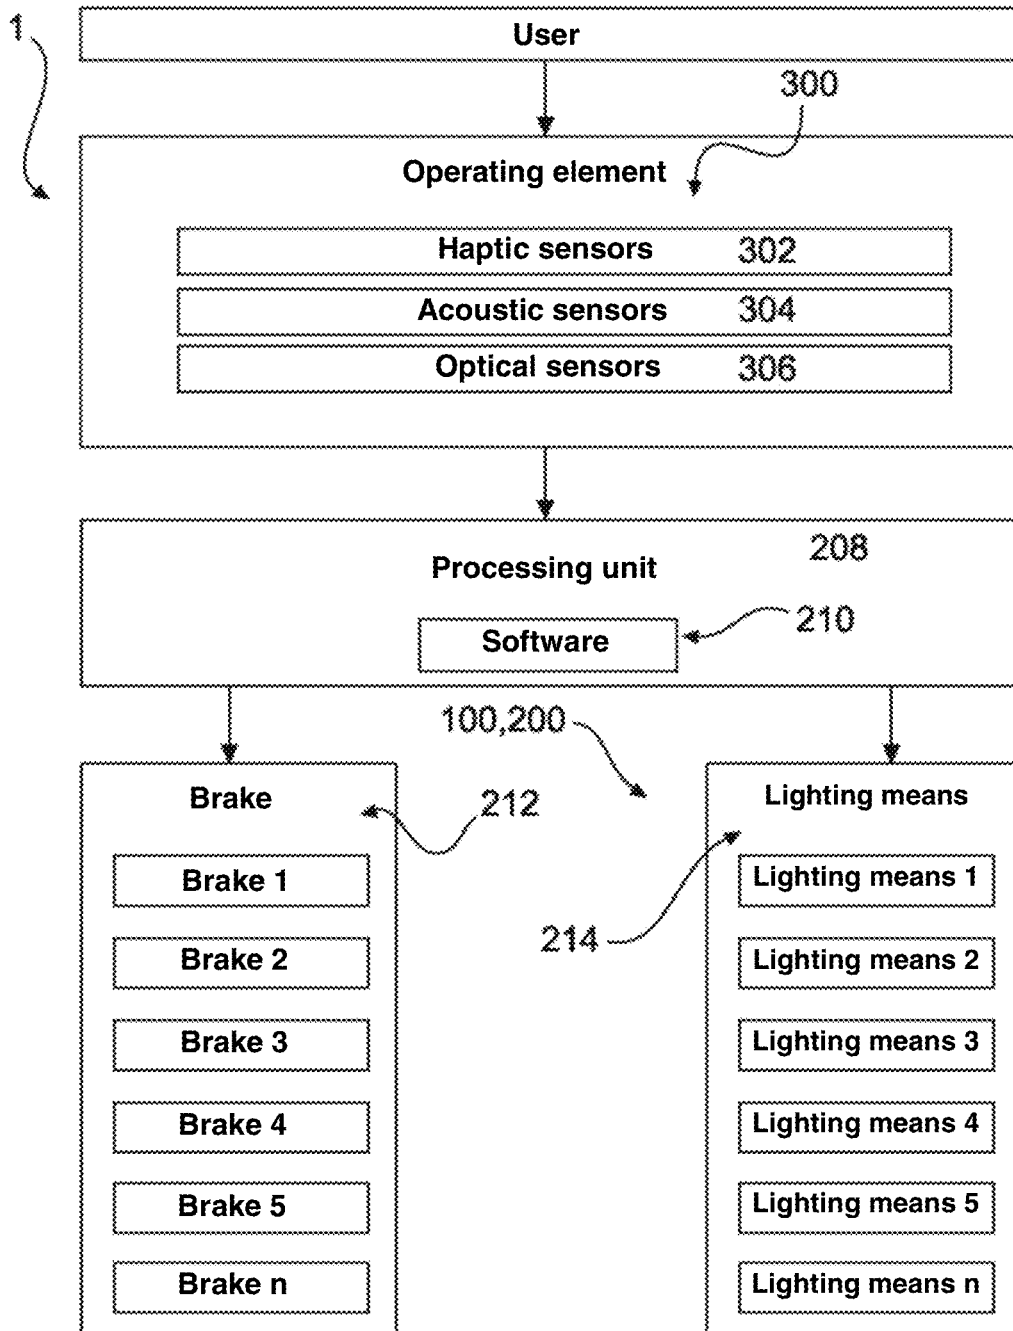 1
User
300
Operating element
Haptic sensors 302
Acoustic sensors 304
Optical sensors 306
208
Processing unit
Software
210
100,200
Brake
212
Brake 1
Brake 2
Brake 3
Brake 4
Brake 5
Brake n
Lighting means
214
Lighting means 1
Lighting means 2
Lighting means 3
Lighting means 4
Lighting means 5
Lighting means n